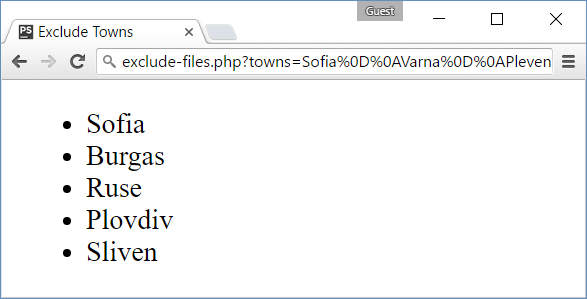 Guest
PS Exclude Towns
exclude-files.php?towns=Sofia%0D%0AVarna%0D%0APleven
Sofia
Burgas
Ruse
Plovdiv
Sliven